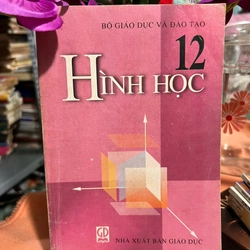 BỘ GIÁO DỤC VÀ ĐÀO TẠO
12
HÌNH HỌC
GD
NHÀ XUẤT BẢN GIÁO DỤC